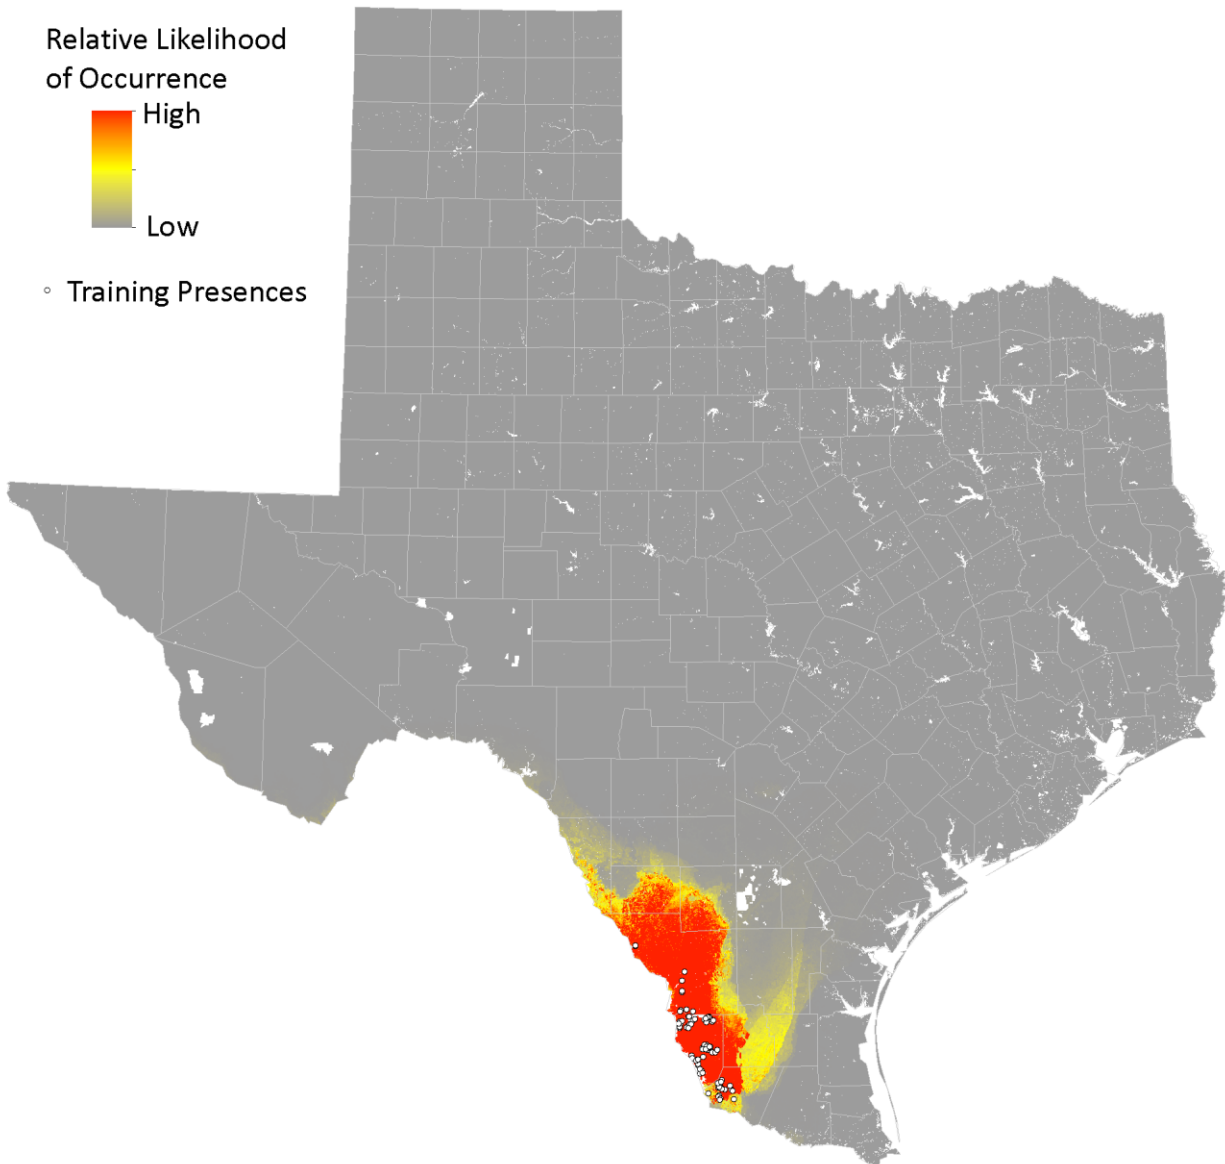 Relative Likelihood
of Occurrence
High
Low
Training Presences